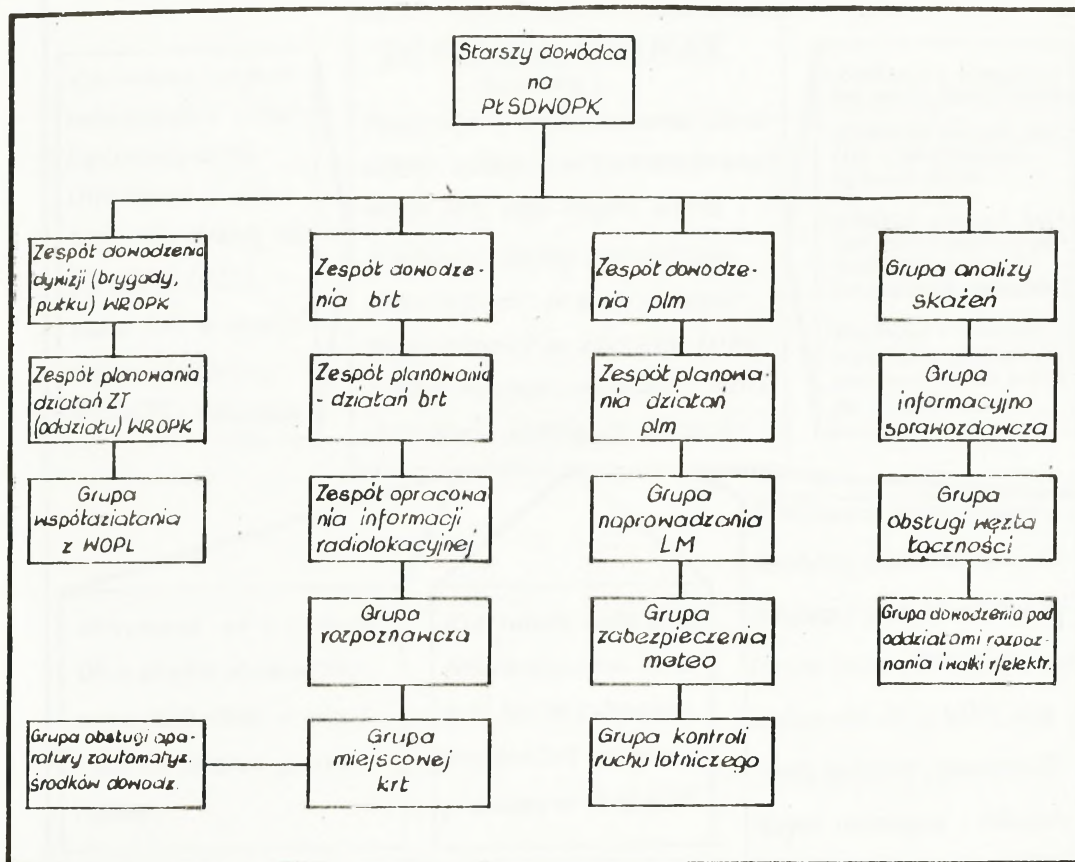 Starszy dowódca
na
PŁSDWOPK
Zespół dowodzenia
dywizji (brygady,
pułku) WROPK
Zespół dowodze-
nia brt
Zespół dowodze-
nia plm
Grupa analizy
skażeń
Zespół planowania
działań ZT
(oddziału) WROPK
Zespół planowania
-działań brt
Zespół planowa-
nia działań
plm
Grupa
informacyjno
sprawozdawcza
Grupa
współdziałania
z WOPL
Zespół opracowa
nia informacji
radiolokacyjnej
Grupa
naprowadzania
LM
Grupa
obsługi węzła
łączności
Grupa
rozpoznawcza
Grupa
zabezpieczenia
meteo
Grupa dowodzenia pod
oddziałami rozpoz-
nania i walki r/elektr.
Grupa obsługi apa-
ratury zautomatyz.
środków dowodz.
Grupa
miejscowej
krt
Grupa kontroli
ruchu lotniczego